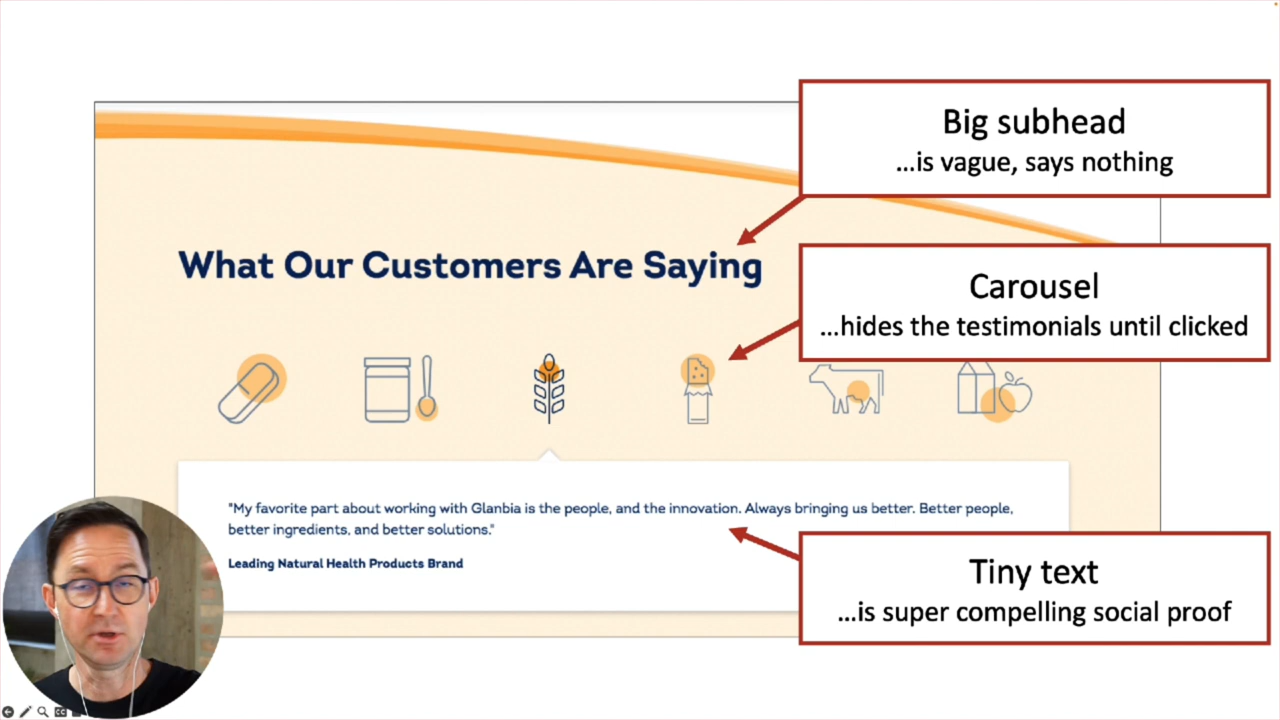 Big subhead
...is vague, says nothing
What Our Customers Are Saying
Carousel
...hides the testimonials until clicked
"My favorite part about working with Glanbia is the people, and the innovation. Always bringing us better. Better people,
better ingredients, and better solutions."
Leading Natural Health Products Brand
Tiny text
...is super compelling social proof